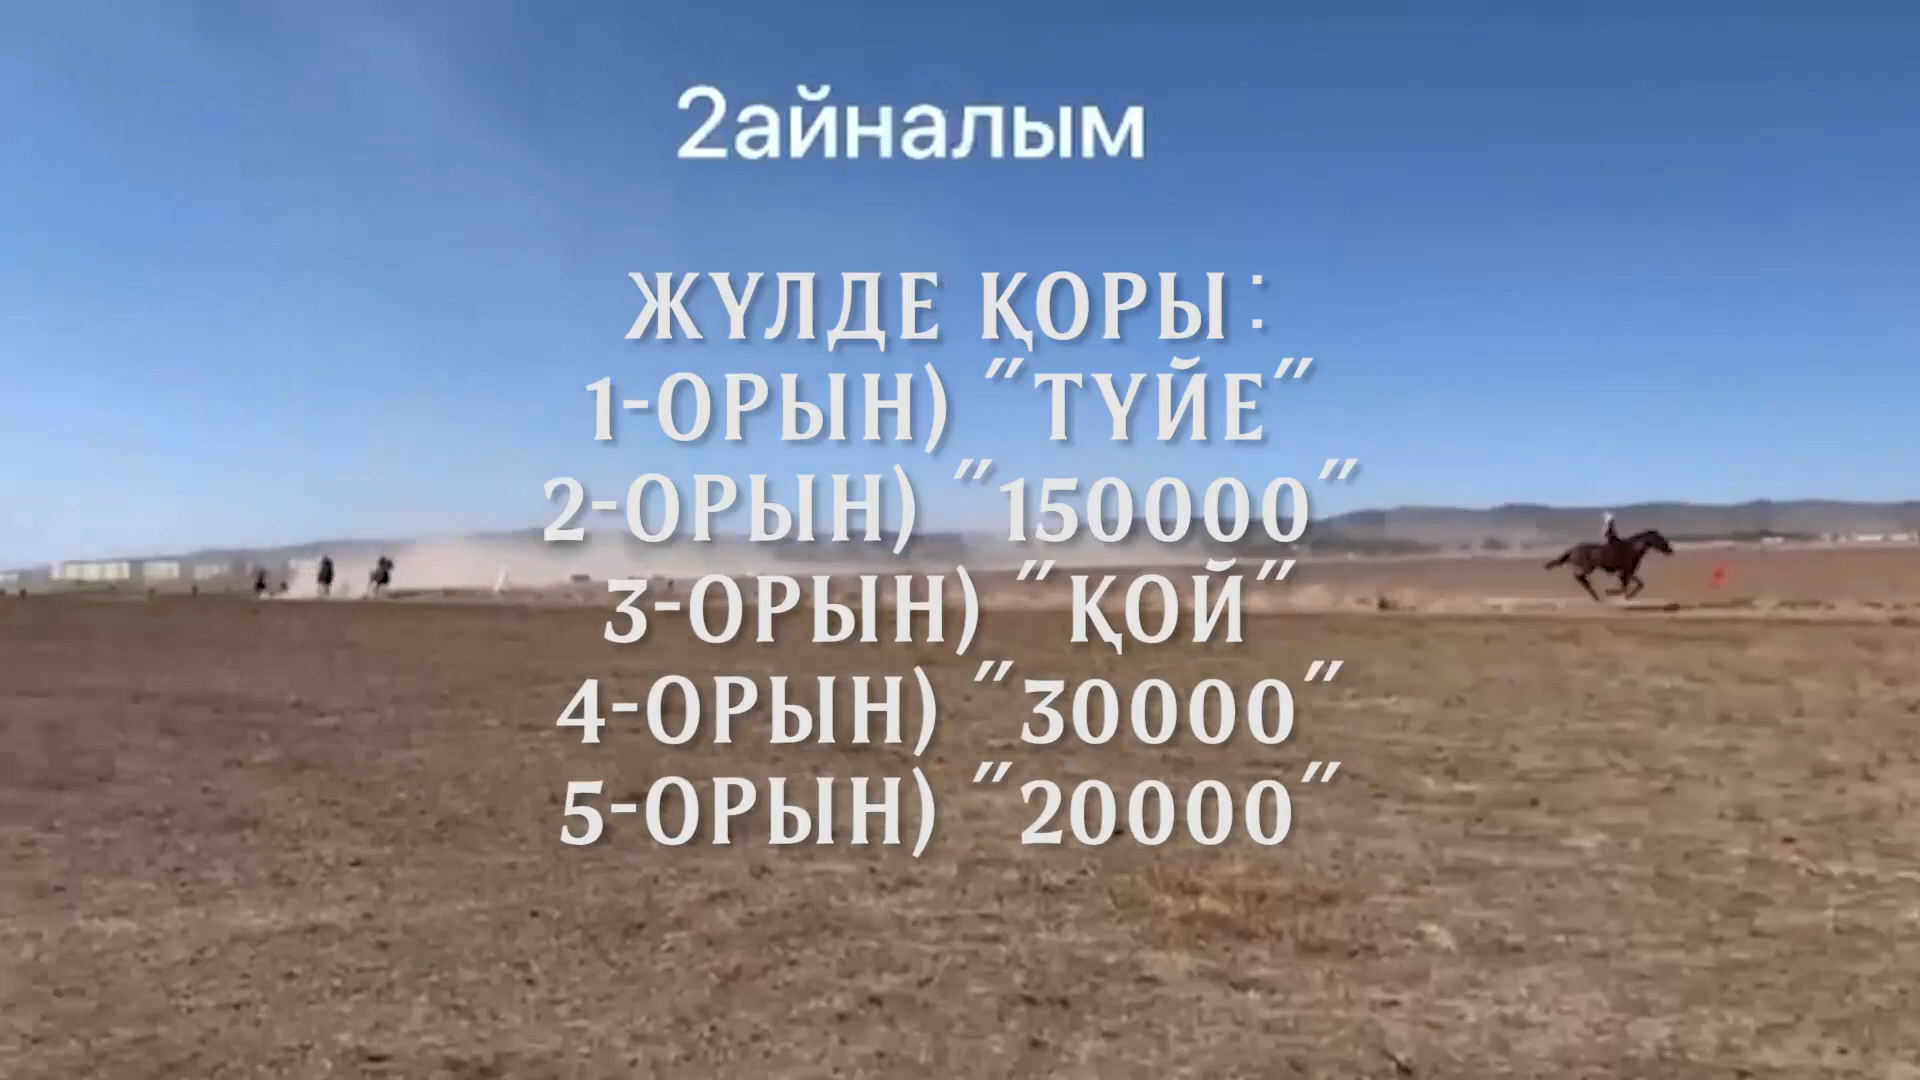 2айналым
ЖҮЛДЕ ҚОРЫ:
1-ОРЫН) "ТҮЙЕ"
2-ОРЫН) "150000"
3-ОРЫН) "ҚОЙ"
4-ОРЫН) "30000"
5-ОРЫН) "20000"